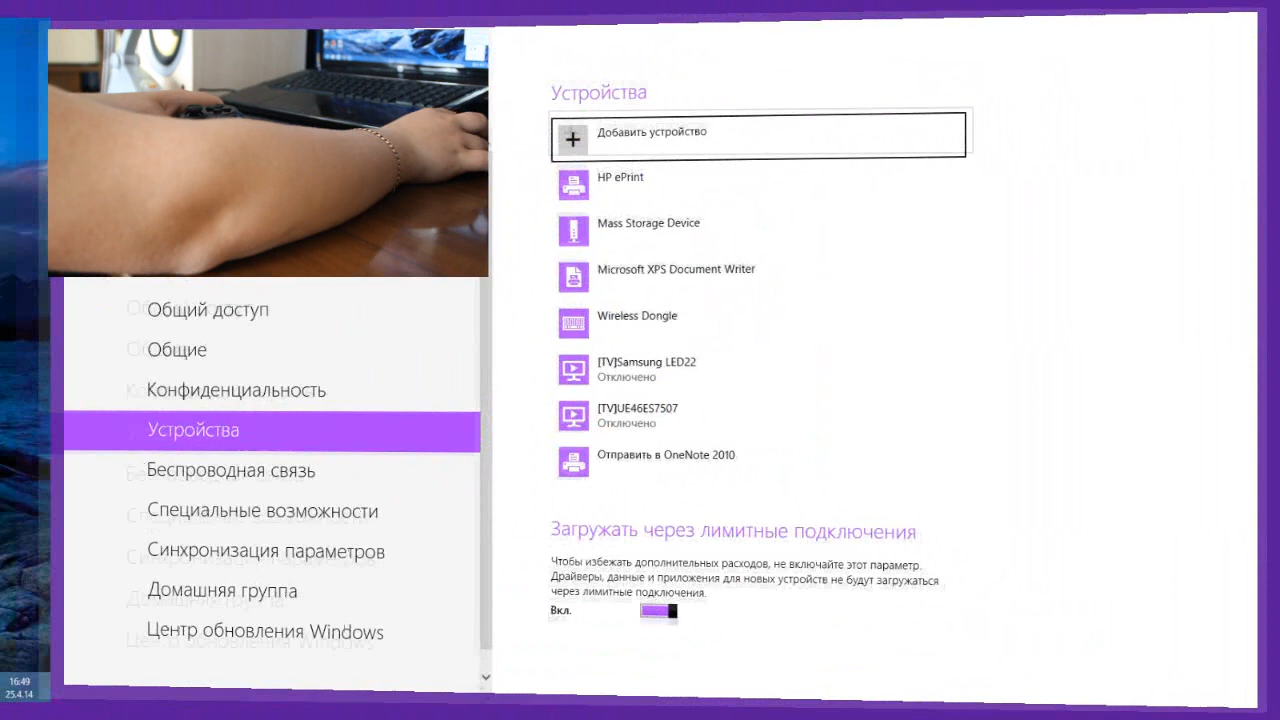 Общий доступ
Общие
Конфиденциальность
Устройства
Беспроводная связь
Специальные возможности
Синхронизация параметров
Домашняя группа
Центр обновления Windows
16:49
25.4.14
Устройства
Добавить устройство
HP ePrint
Mass Storage Device
Microsoft XPS Document Writer
Wireless Dongle
[TV]Samsung LED22
Отключено
[TV]UE46ES7507
Отключено
Отправить в OneNote 2010
Загружать через лимитные подключения
Чтобы избежать дополнительных расходов, не включайте этот параметр.
Драйверы, данные и приложения для новых устройств не будут загружаться
через лимитные подключения.
Вкл.